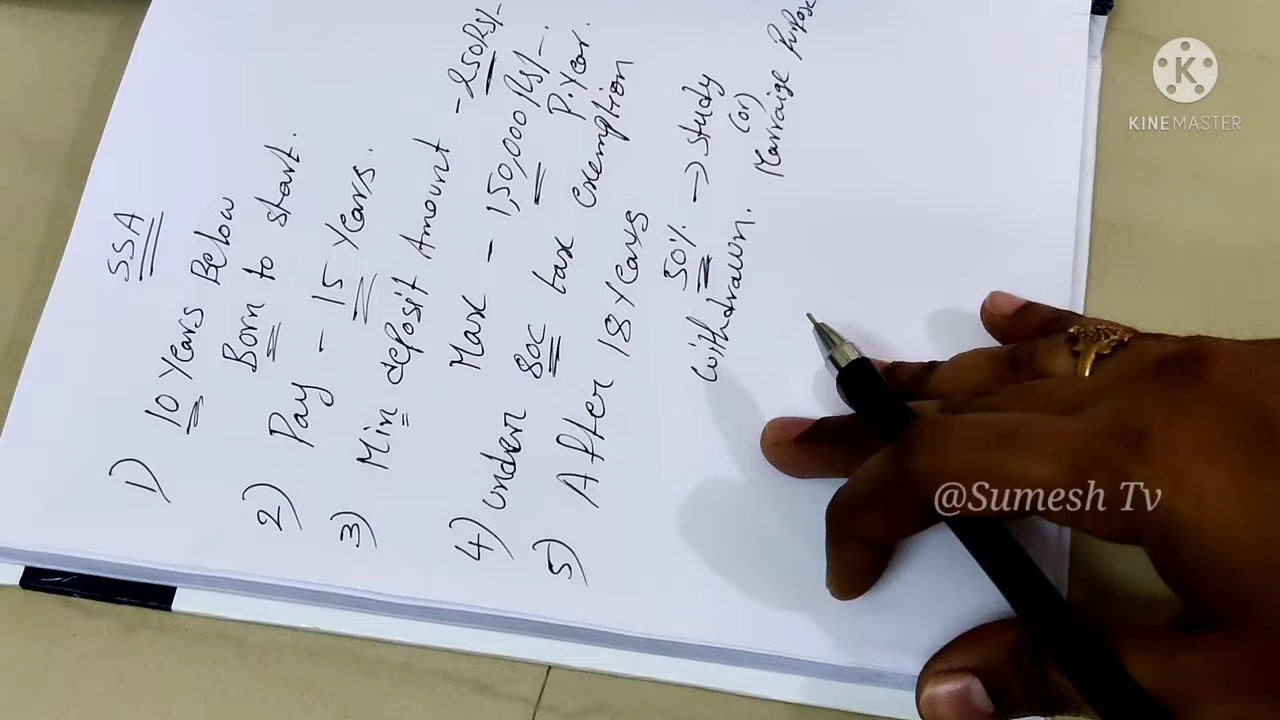 SSA
1) 10 Years Below
Born to start.
2) Pay - 15 Years.
3) Min deposit Amount - 250Rs/-
Max - 1,50,000 Rs/-.
P.Year.
4) under 80C tax exemption
5) After 18 Years
50% → Study
(or)
Marraige Purpose
withdrawn.
KINEMASTER
@Sumesh Tv